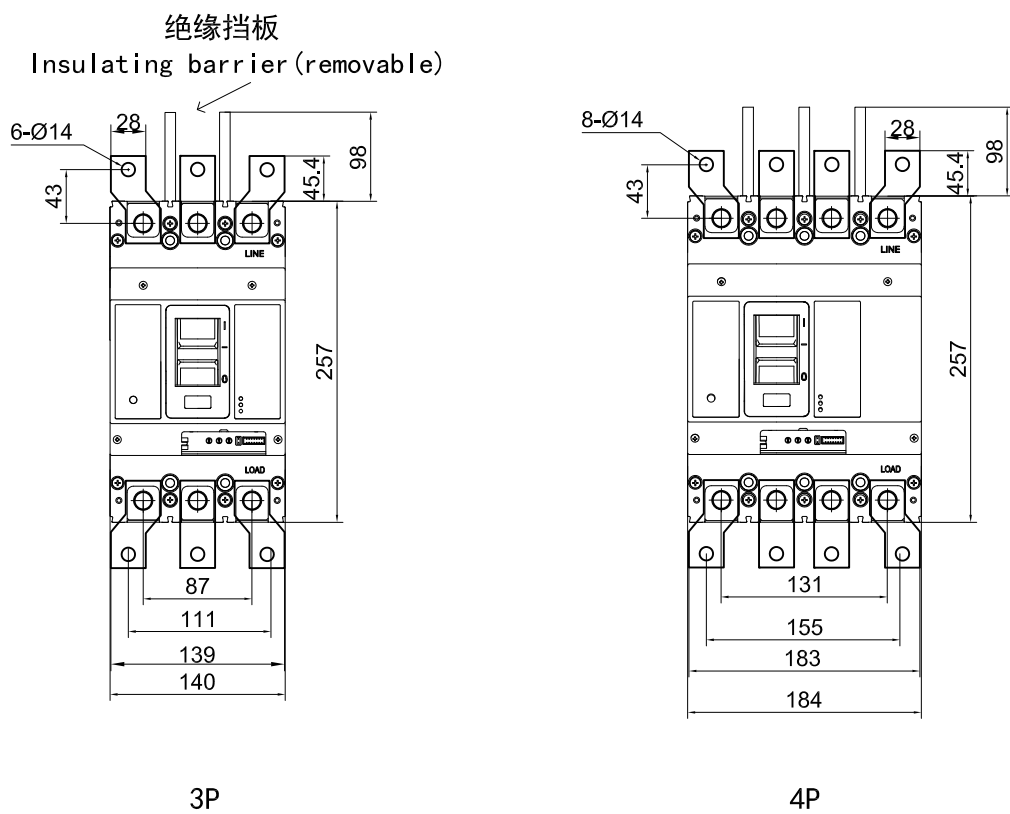 绝缘挡板
Insulating barrier(removable)
6-Ø14
28
43
45.4
98
LINE
I
O
257
LOAD
87
111
139
140
3P
8-Ø14
28
43
45.4
98
LINE
I
O
257
LOAD
131
155
183
184
4P